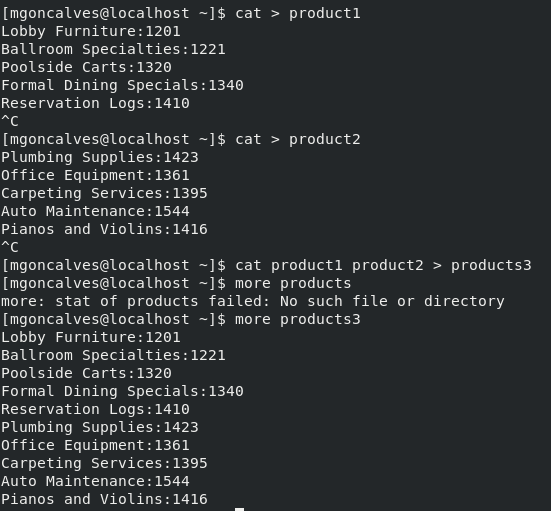 [mgoncalves@localhost ~]$ cat > product1
Lobby Furniture:1201
Ballroom Specialties:1221
Poolside Carts:1320
Formal Dining Specials:1340
Reservation Logs:1410
^C
[mgoncalves@localhost ~]$ cat > product2
Plumbing Supplies:1423
Office Equipment:1361
Carpeting Services:1395
Auto Maintenance:1544
Pianos and Violins:1416
^C
[mgoncalves@localhost ~]$ cat product1 product2 > products3
[mgoncalves@localhost ~]$ more products
more: stat of products failed: No such file or directory
[mgoncalves@localhost ~]$ more products3
Lobby Furniture:1201
Ballroom Specialties:1221
Poolside Carts:1320
Formal Dining Specials:1340
Reservation Logs:1410
Plumbing Supplies:1423
Office Equipment:1361
Carpeting Services:1395
Auto Maintenance:1544
Pianos and Violins:1416